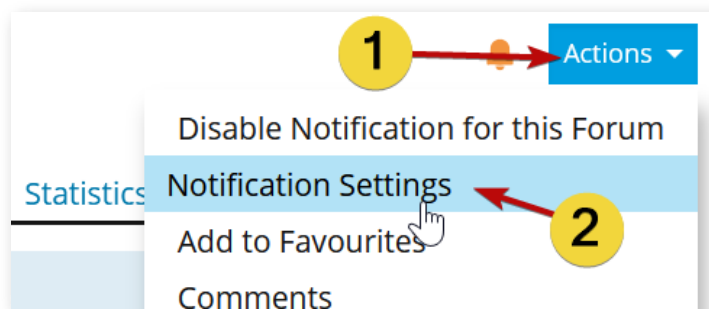 1
Actions
Disable Notification for this Forum
Statistics
Notification Settings
2
Add to Favourites
Comments